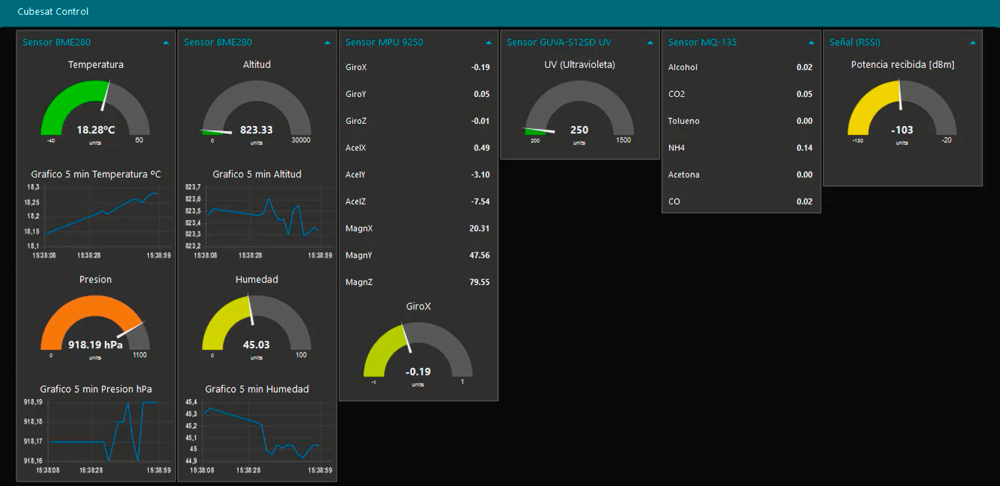 Cubesat Control
Sensor BME280
Temperatura
18.28ºC
-40 units 60
Grafico 5 min Temperatura ºC
18,3
18,25
18,2
18,15
18,1
15:38:08 15:38:28 15:38:59
Presion
918.19 hPa
0 units 1100
Grafico 5 min Presion hPa
918,19
918,18
918,17
918,16
15:38:08 15:38:28 15:38:59
Sensor BME280
Altitud
823.33
0 units 30000
Grafico 5 min Altitud
823,7
823,6
823,5
823,4
823,3
823,2
15:38:08 15:38:28 15:38:59
Humedad
45.03
0 units 100
Grafico 5 min Humedad
45,4
45,3
45,2
45,1
45
44,9
15:38:08 15:38:28 15:38:59
Sensor MPU 9250
GiroX -0.19
GiroY 0.05
GiroZ -0.01
AcelX 0.49
AcelY -3.10
AcelZ -7.54
MagnX 20.31
MagnY 47.56
MagnZ 79.55
GiroX
-0.19
-1 units 1
Sensor GUVA-S12SD UV
UV (Ultravioleta)
250
200 units 1500
Sensor MQ-135
Alcohol 0.02
CO2 0.05
Tolueno 0.00
NH4 0.14
Acetona 0.00
CO 0.02
Señal (RSSI)
Potencia recibida [dBm]
-103
-180 units -20